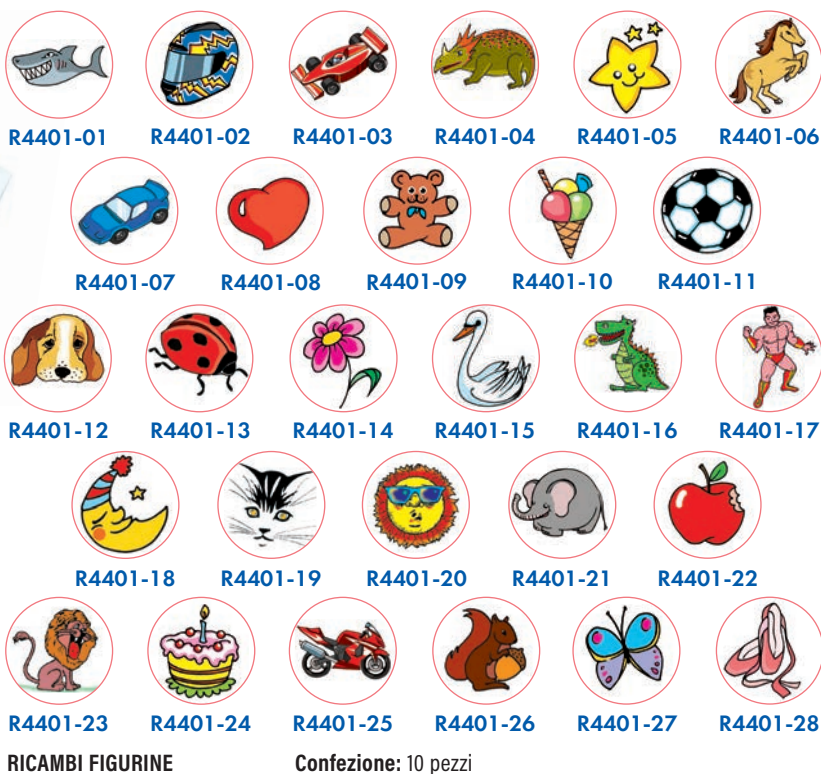 R4401-01 R4401-02 R4401-03 R4401-04 R4401-05 R4401-06
R4401-07 R4401-08 R4401-09 R4401-10 R4401-11
R4401-12 R4401-13 R4401-14 R4401-15 R4401-16 R4401-17
R4401-18 R4401-19 R4401-20 R4401-21 R4401-22
R4401-23 R4401-24 R4401-25 R4401-26 R4401-27 R4401-28
RICAMBI FIGURINE Confezione: 10 pezzi